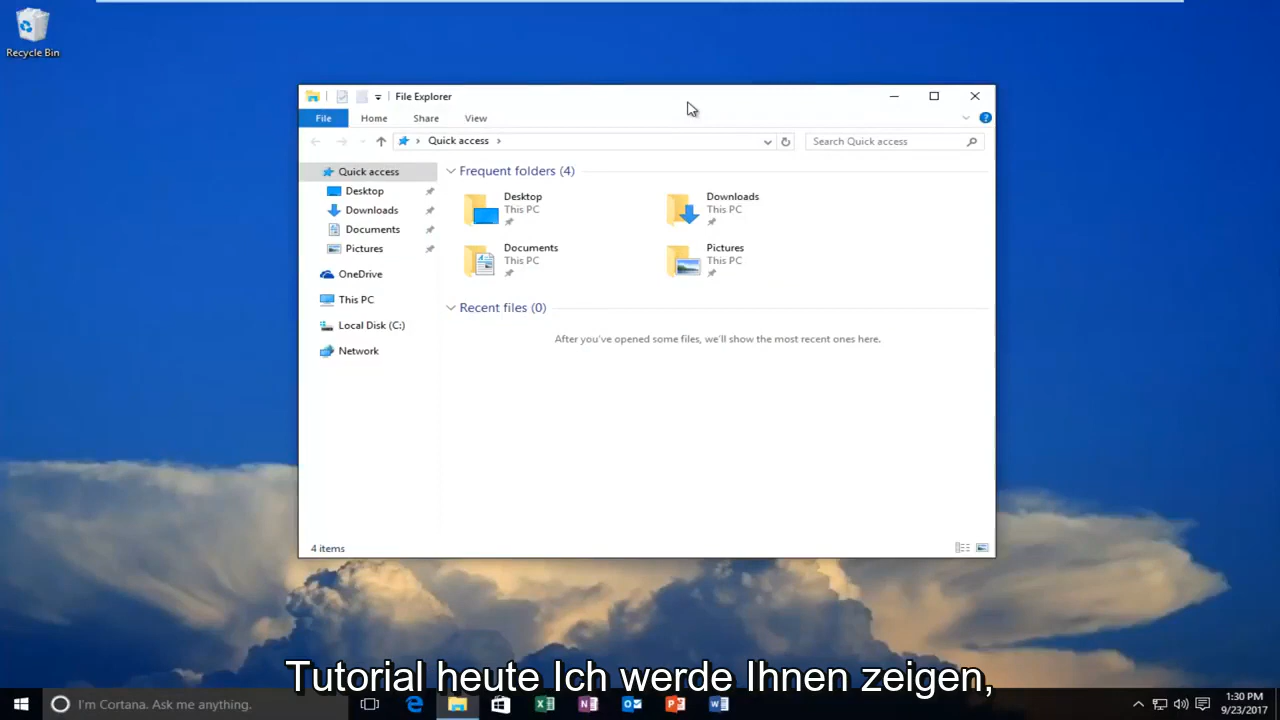 Recycle Bin
File Explorer
File Home Share View
Quick access
Search Quick access
Quick access
Desktop
Downloads
Documents
Pictures
OneDrive
This PC
Local Disk (C:)
Network
Frequent folders (4)
Desktop
This PC
Downloads
This PC
Documents
This PC
Pictures
This PC
Recent files (0)
After you've opened some files, we'll show the most recent ones here.
4 items
Tutorial heute Ich werde Ihnen zeigen,
I'm Cortana. Ask me anything.
1:30 PM
9/23/2017